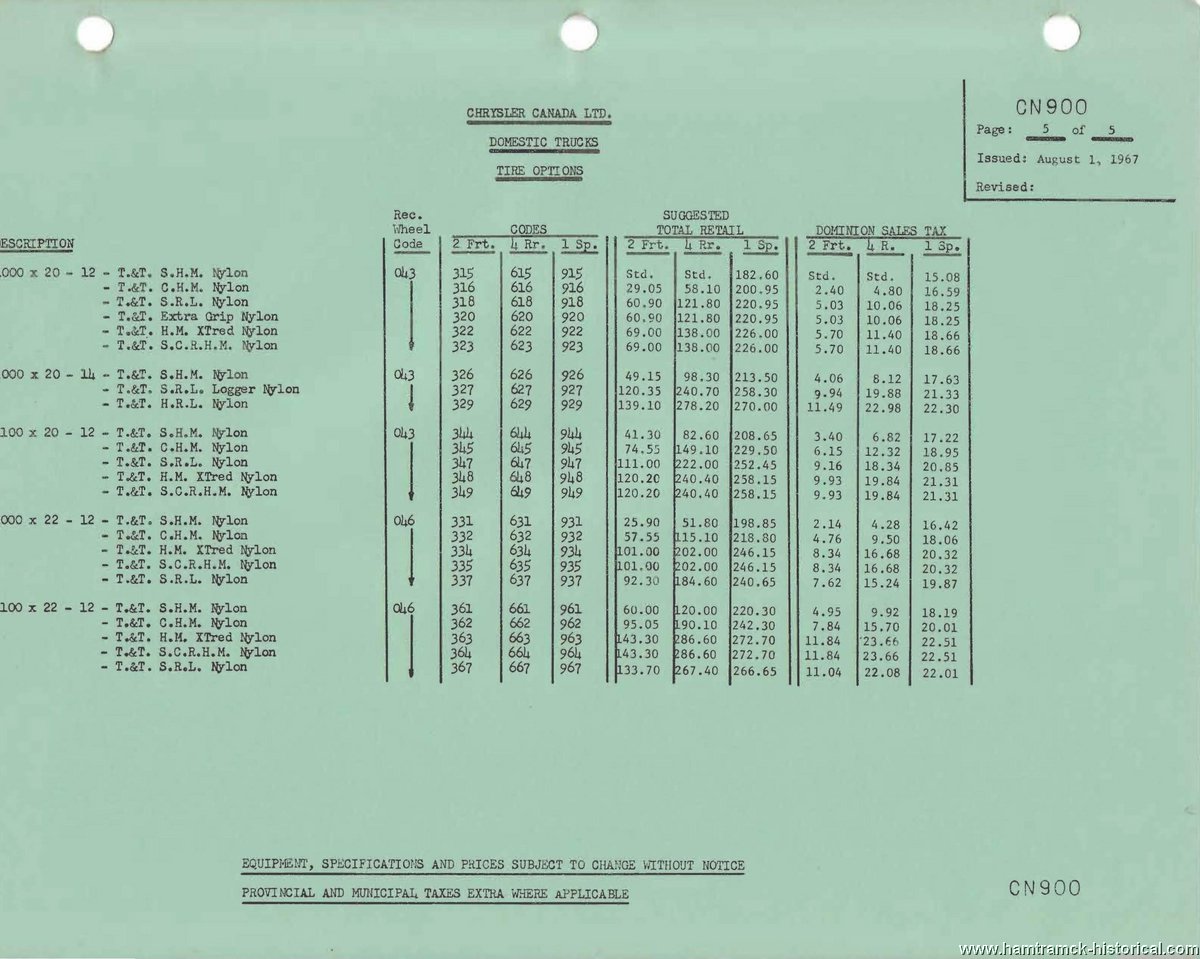 CN900
Page: 5 of 5
Issued: August 1, 1967
Revised:
CHRYSLER CANADA LTD.
DOMESTIC TRUCKS
TIRE OPTIONS
Rec. SUGGESTED
Wheel CODES TOTAL RETAIL DOMINION SALES TAX
ESCRIPTION Code 2 Frt. 4 Rr. 1 Sp. 2 Frt. 4 Rr. 1 Sp. 2 Frt. 4 R. 1 Sp.
000 x 20 - 12 - T.&T. S.H.M. Nylon 043 315 615 915 Std. Std. 182.60 Std. Std. 15.08
- T.&T. C.H.M. Nylon 316 616 916 29.05 58.10 200.95 2.40 4.80 16.59
- T.&T. S.R.L. Nylon 318 618 918 60.90 121.80 220.95 5.03 10.06 18.25
- T.&T. Extra Grip Nylon 320 620 920 60.90 121.80 220.95 5.03 10.06 18.25
- T.&T. H.M. XTred Nylon 322 622 922 69.00 138.00 226.00 5.70 11.40 18.66
- T.&T. S.C.R.H.M. Nylon 323 623 923 69.00 138.00 226.00 5.70 11.40 18.66
000 x 20 - 14 - T.&T. S.H.M. Nylon 043 326 626 926 49.15 98.30 213.50 4.06 8.12 17.63
- T.&T. S.R.L. Logger Nylon 327 627 927 120.35 240.70 258.30 9.94 19.88 21.33
- T.&T. H.R.L. Nylon 329 629 929 139.10 278.20 270.00 11.49 22.98 22.30
100 x 20 - 12 - T.&T. S.H.M. Nylon 043 344 644 944 41.30 82.60 208.65 3.40 6.82 17.22
- T.&T. C.H.M. Nylon 345 645 945 74.55 149.10 229.50 6.15 12.32 18.95
- T.&T. S.R.L. Nylon 347 647 947 111.00 222.00 252.45 9.16 18.34 20.85
- T.&T. H.M. XTred Nylon 348 648 948 120.20 240.40 258.15 9.93 19.84 21.31
- T.&T. S.C.R.H.M. Nylon 349 649 949 120.20 240.40 258.15 9.93 19.84 21.31
000 x 22 - 12 - T.&T. S.H.M. Nylon 046 331 631 931 25.90 51.80 198.85 2.14 4.28 16.42
- T.&T. C.H.M. Nylon 332 632 932 57.55 115.10 218.80 4.76 9.50 18.06
- T.&T. H.M. XTred Nylon 334 634 934 101.00 202.00 246.15 8.34 16.68 20.32
- T.&T. S.C.R.H.M. Nylon 335 635 935 101.00 202.00 246.15 8.34 16.68 20.32
- T.&T. S.R.L. Nylon 337 637 937 92.30 184.60 240.65 7.62 15.24 19.87
100 x 22 - 12 - T.&T. S.H.M. Nylon 046 361 661 961 60.00 120.00 220.30 4.95 9.92 18.19
- T.&T. C.H.M. Nylon 362 662 962 95.05 190.10 242.30 7.84 15.70 20.01
- T.&T. H.M. XTred Nylon 363 663 963 143.30 286.60 272.70 11.84 23.66 22.51
- T.&T. S.C.R.H.M. Nylon 364 664 964 143.30 286.60 272.70 11.84 23.66 22.51
- T.&T. S.R.L. Nylon 367 667 967 133.70 267.40 266.65 11.04 22.08 22.01
EQUIPMENT, SPECIFICATIONS AND PRICES SUBJECT TO CHANGE WITHOUT NOTICE
PROVINCIAL AND MUNICIPAL TAXES EXTRA WHERE APPLICABLE
CN900
www.hamtramck-historical.com